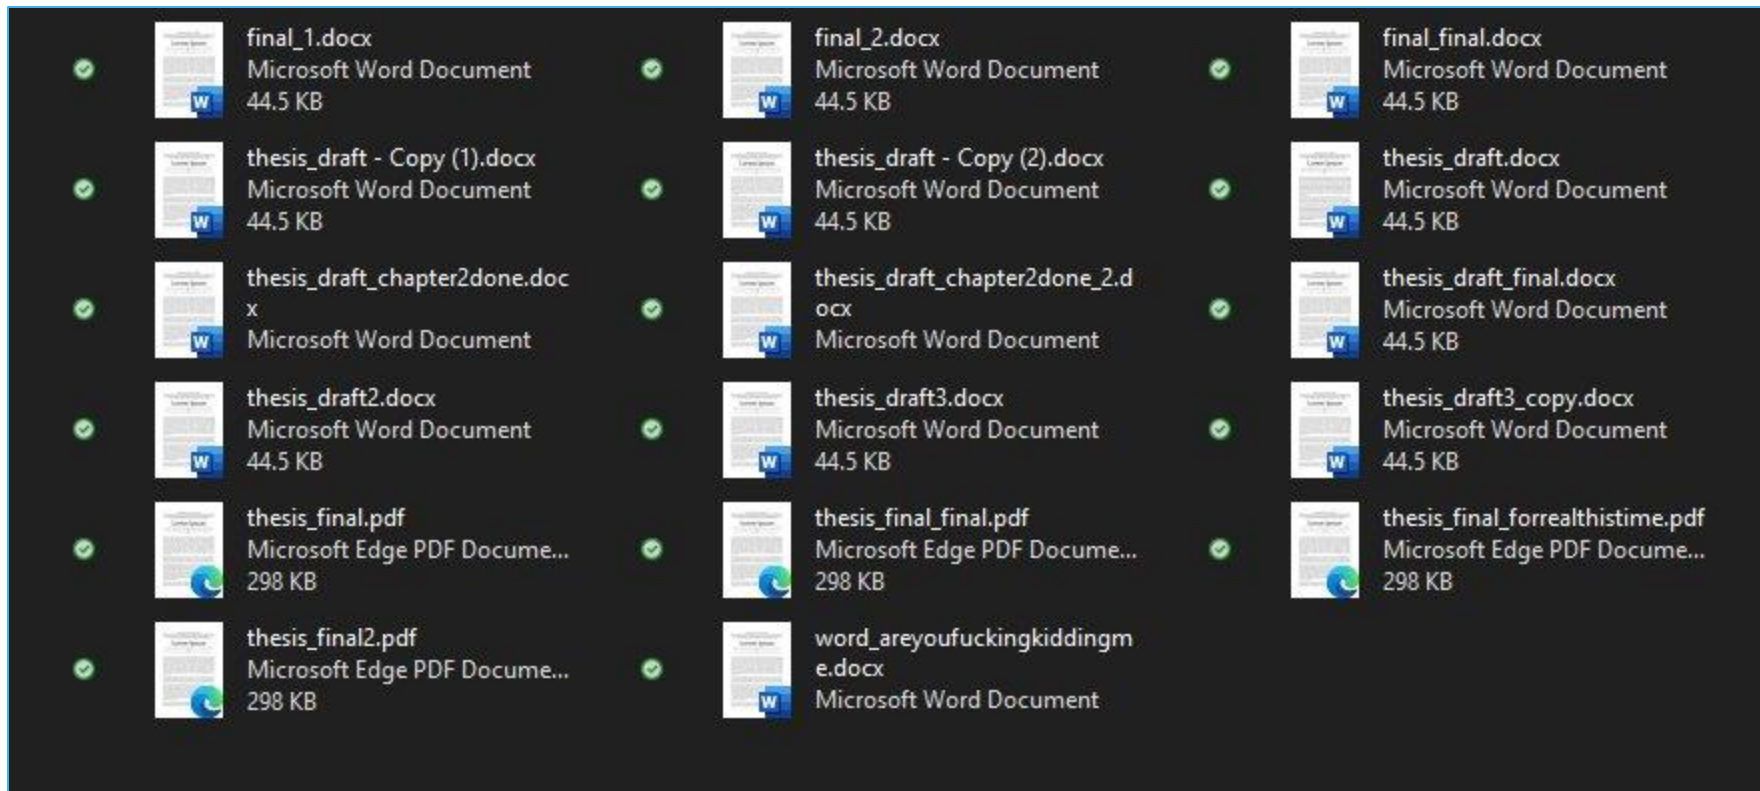 final_1.docx
Microsoft Word Document
44.5 KB
final_2.docx
Microsoft Word Document
44.5 KB
final_final.docx
Microsoft Word Document
44.5 KB
thesis_draft - Copy (1).docx
Microsoft Word Document
44.5 KB
thesis_draft - Copy (2).docx
Microsoft Word Document
44.5 KB
thesis_draft.docx
Microsoft Word Document
44.5 KB
thesis_draft_chapter2done.doc
x
Microsoft Word Document
thesis_draft_chapter2done_2.d
ocx
Microsoft Word Document
thesis_draft_final.docx
Microsoft Word Document
44.5 KB
thesis_draft2.docx
Microsoft Word Document
44.5 KB
thesis_draft3.docx
Microsoft Word Document
44.5 KB
thesis_draft3_copy.docx
Microsoft Word Document
44.5 KB
thesis_final.pdf
Microsoft Edge PDF Docume...
298 KB
thesis_final_final.pdf
Microsoft Edge PDF Docume...
298 KB
thesis_final_forrealthistime.pdf
Microsoft Edge PDF Docume...
298 KB
thesis_final2.pdf
Microsoft Edge PDF Docume...
298 KB
word_areyoufuckingkiddingm
e.docx
Microsoft Word Document